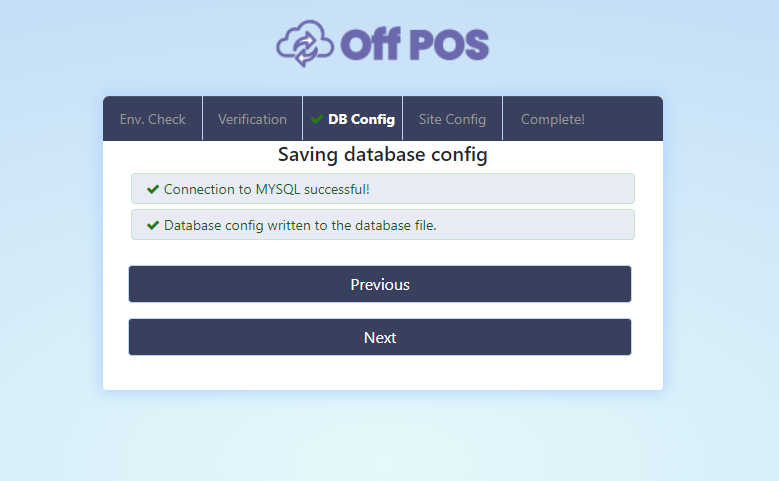 Off POS
Env. Check Verification DB Config Site Config Complete!
Saving database config
Connection to MYSQL successful!
Database config written to the database file.
Previous
Next